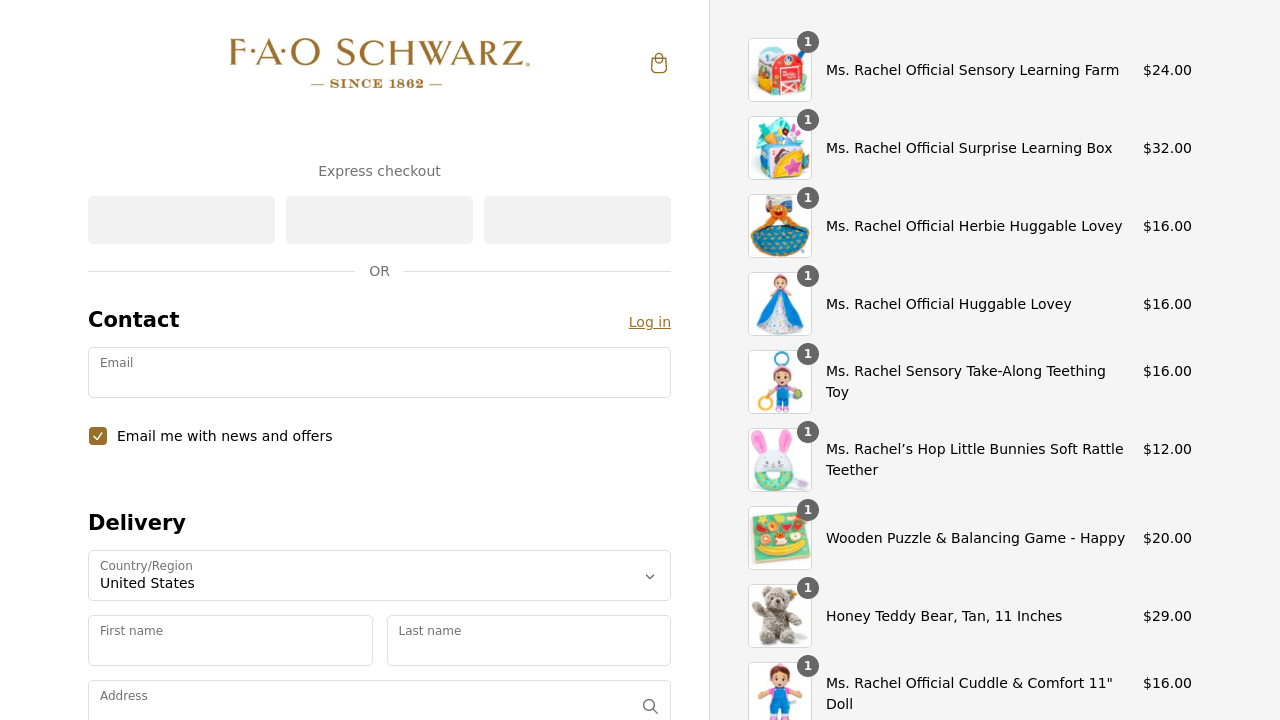 F·A·O SCHWARZ
SINCE 1862
Express checkout
OR
Contact
Log in
Email
Email me with news and offers
Delivery
Country/Region
United States
First name
Last name
Address
1
Ms. Rachel Official Sensory Learning Farm
$24.00
1
Ms. Rachel Official Surprise Learning Box
$32.00
1
Ms. Rachel Official Herbie Huggable Lovey
$16.00
1
Ms. Rachel Official Huggable Lovey
$16.00
1
Ms. Rachel Sensory Take-Along Teething
Toy
$16.00
1
Ms. Rachel’s Hop Little Bunnies Soft Rattle
Teether
$12.00
1
Wooden Puzzle & Balancing Game - Happy
$20.00
1
Honey Teddy Bear, Tan, 11 Inches
$29.00
1
Ms. Rachel Official Cuddle & Comfort 11"
Doll
$16.00